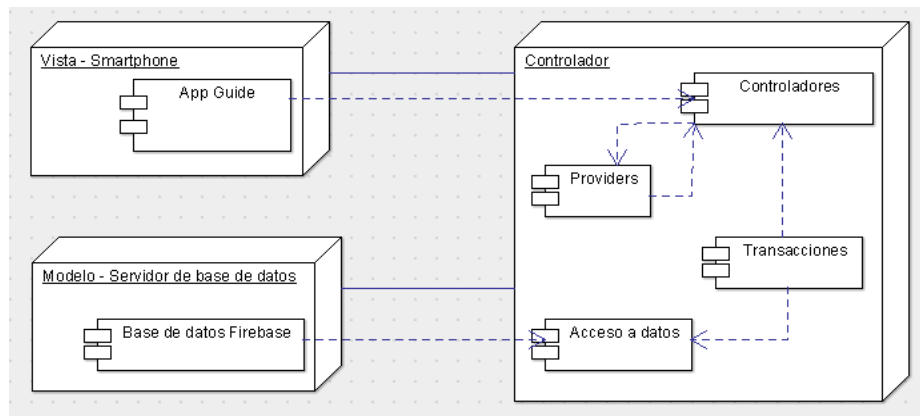 Vista - Smartphone
App Guide
Controlador
Controladores
Providers
Transacciones
Modelo - Servidor de base de datos
Base de datos Firebase
Acceso a datos